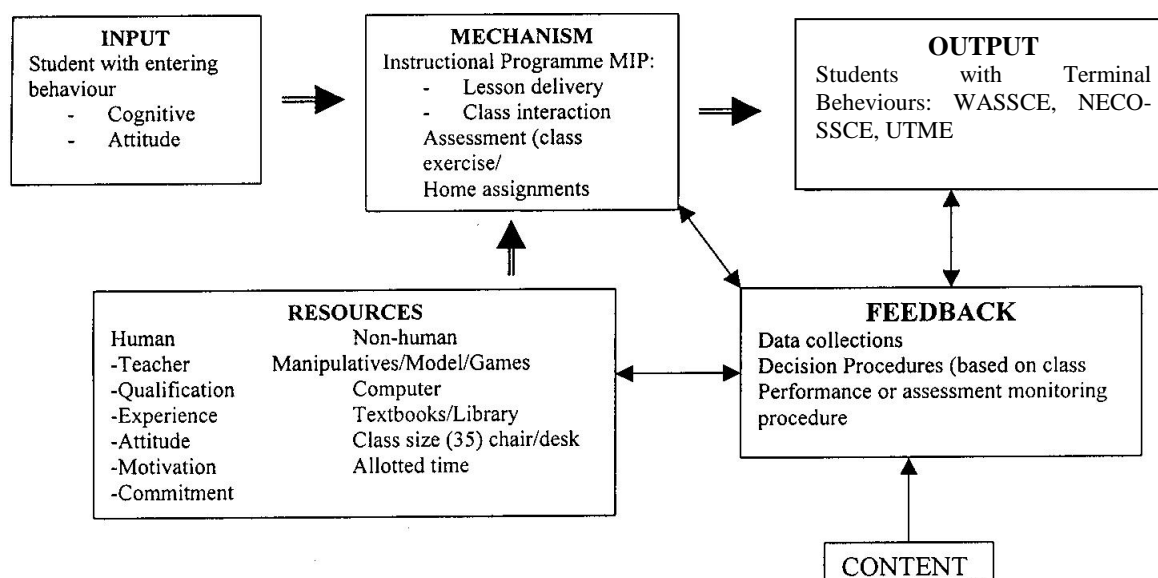 INPUT
Student with entering
behaviour
- Cognitive
- Attitude
MECHANISM
Instructional Programme MIP:
- Lesson delivery
- Class interaction
Assessment (class
exercise/
Home assignments
OUTPUT
Students with Terminal
Beheviours: WASSCE, NECO-
SSCE, UTME
RESOURCES
Human Non-human
-Teacher Manipulatives/Model/Games
-Qualification Computer
-Experience Textbooks/Library
-Attitude Class size (35) chair/desk
-Motivation Allotted time
-Commitment
FEEDBACK
Data collections
Decision Procedures (based on class
Performance or assessment monitoring
procedure
CONTENT